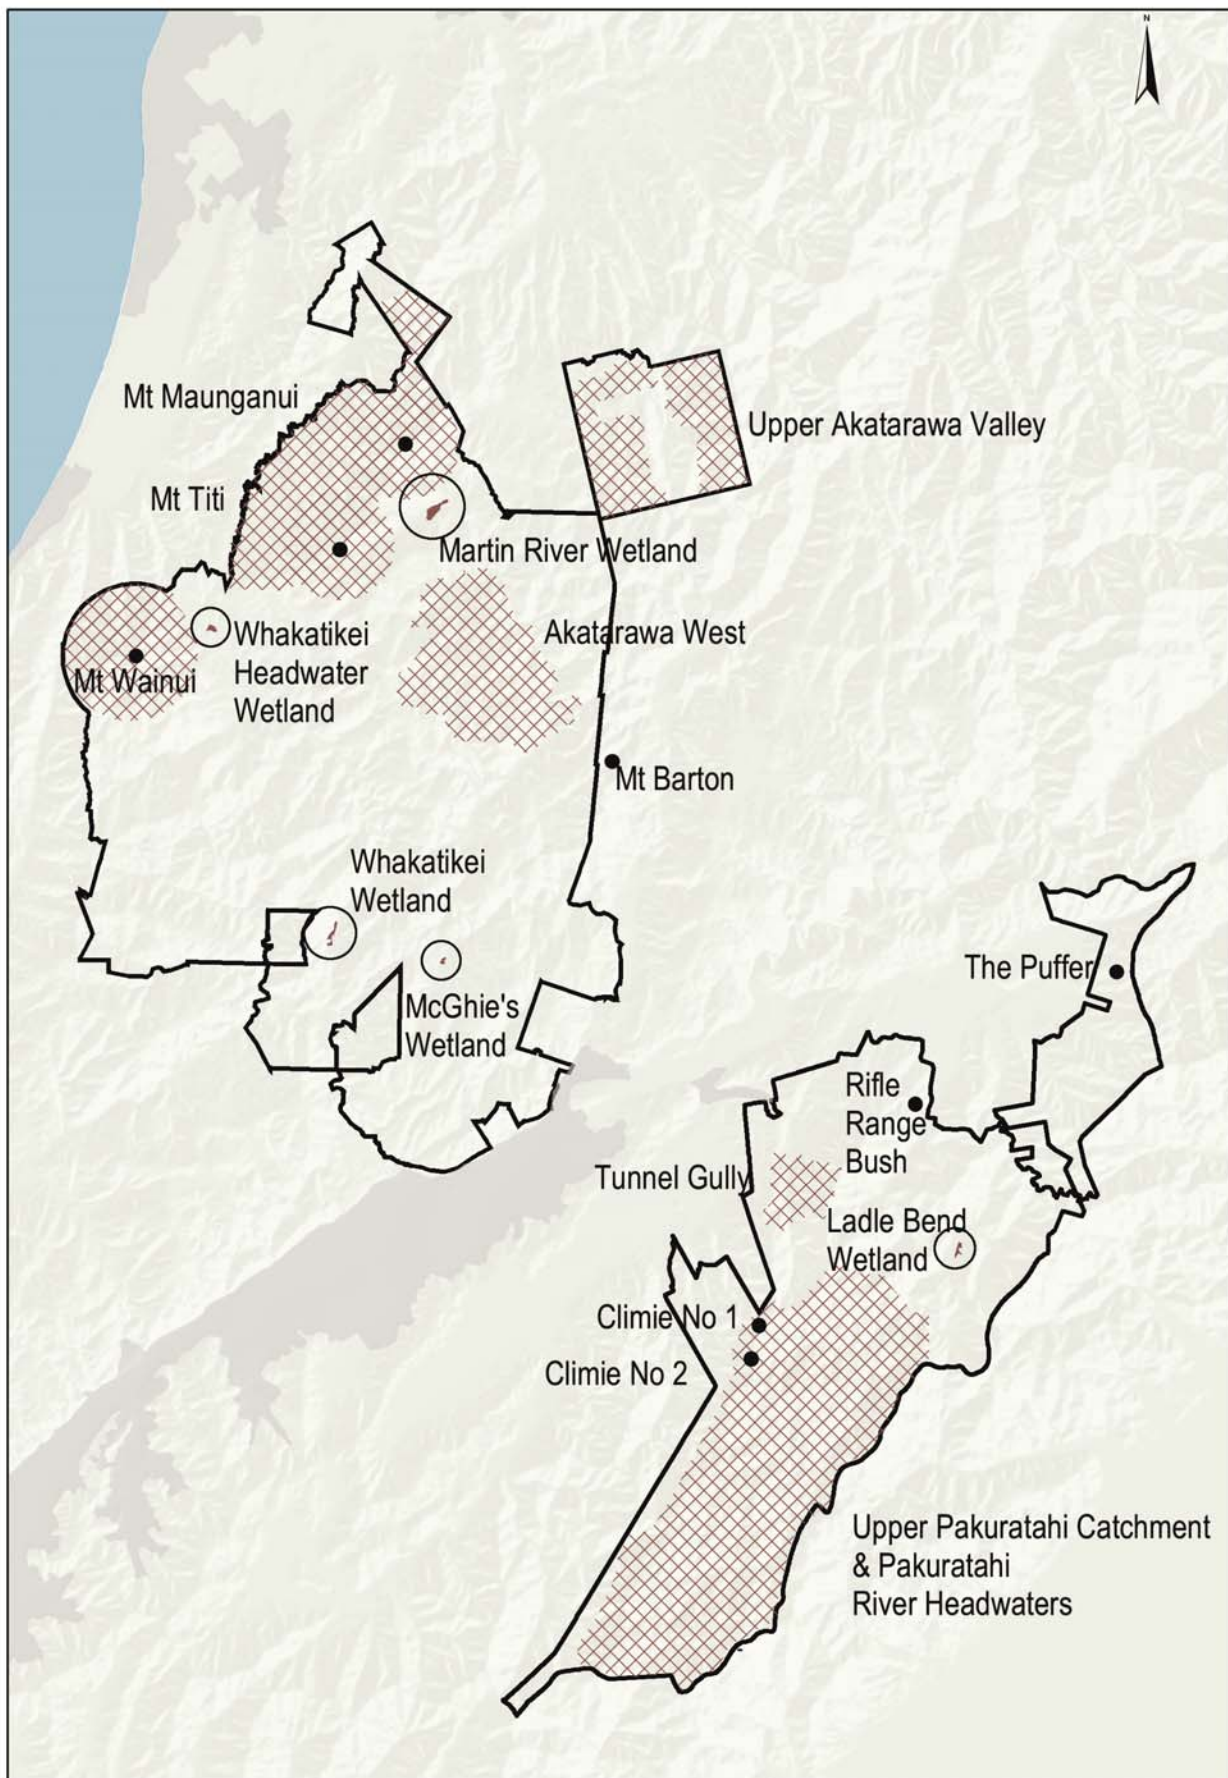 N
Mt Maunganui
Upper Akatarawa Valley
Mt Titi
Martin River Wetland
Whakatikei
Headwater
Wetland
Akatarawa West
Mt Wainui
Mt Barton
Whakatikei
Wetland
The Puffer
McGhie's
Wetland
Rifle
Range
Bush
Tunnel Gully
Ladle Bend
Wetland
Climie No 1
Climie No 2
Upper Pakuratahi Catchment
& Pakuratahi
River Headwaters